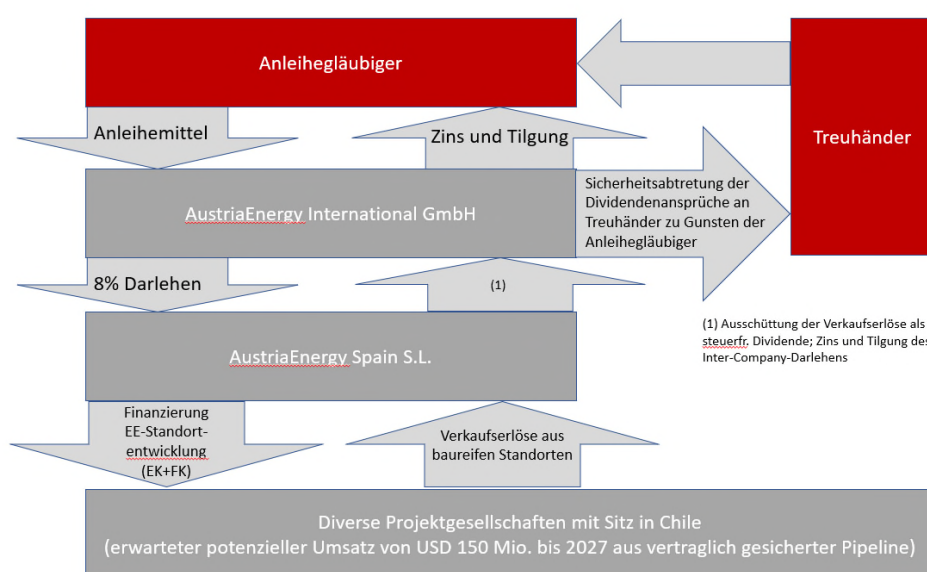 Anleihegläubiger
Treuhänder
Anleihemittel
Zins und Tilgung
AustriaEnergy International GmbH
Sicherheitsabtretung der
Dividendenansprüche an
Treuhänder zu Gunsten der
Anleihegläubiger
8% Darlehen
(1)
(1) Ausschüttung der Verkaufserlöse als
steuerfr. Dividende; Zins und Tilgung des
Inter-Company-Darlehens
AustriaEnergy Spain S.L.
Finanzierung
EE-Standort-
entwicklung
(EK+FK)
Verkaufserlöse aus
baureifen Standorten
Diverse Projektgesellschaften mit Sitz in Chile
(erwarteter potenzieller Umsatz von USD 150 Mio. bis 2027 aus vertraglich gesicherter Pipeline)